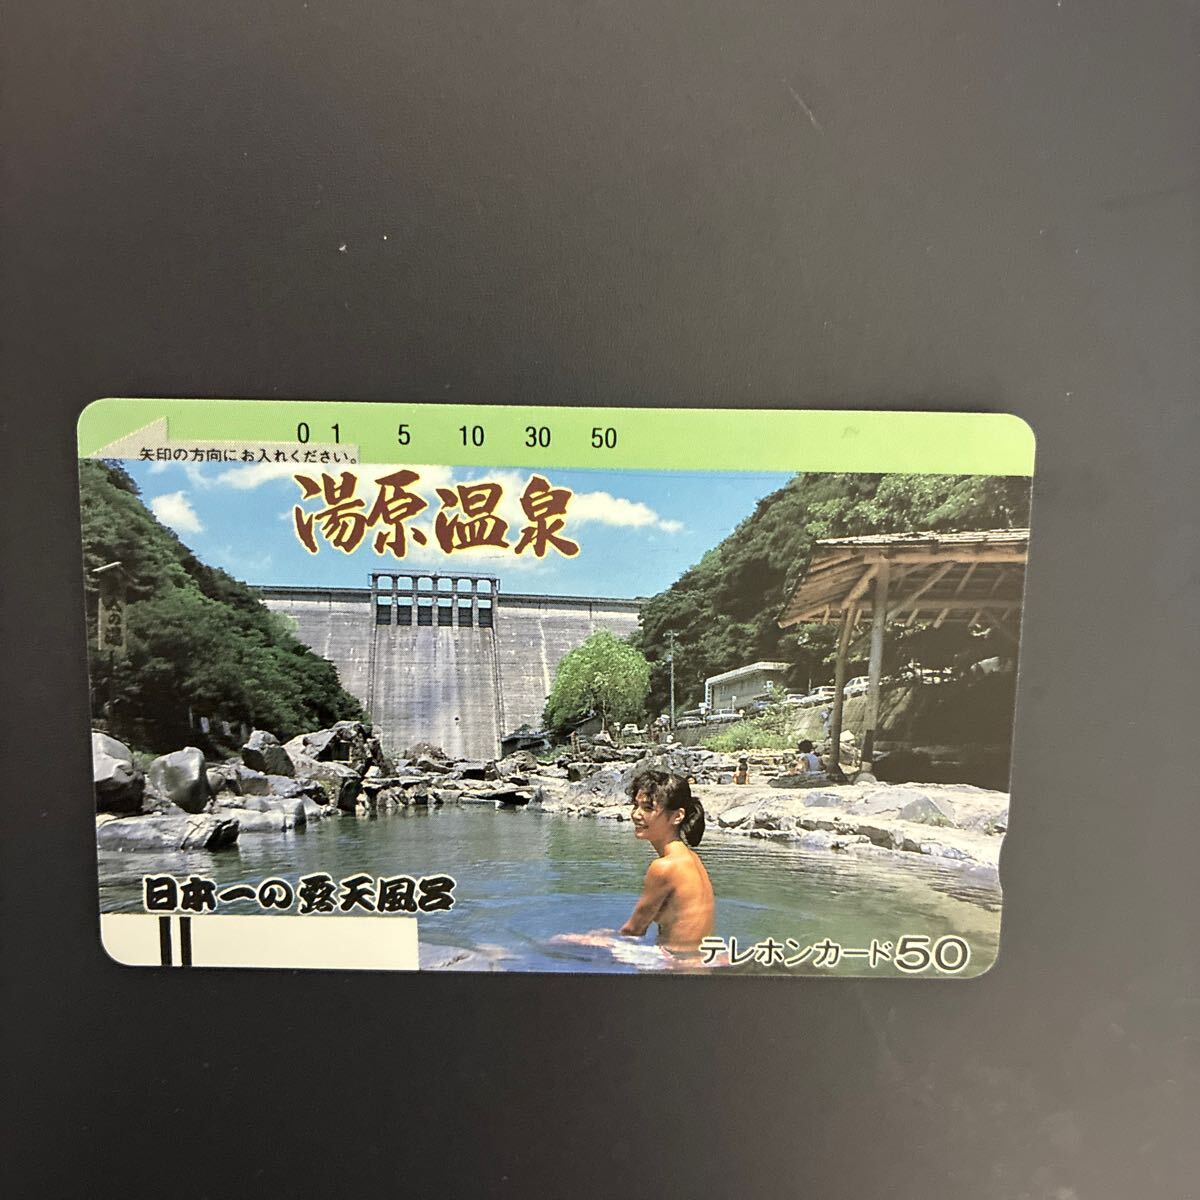 0 1 5 10 30 50
矢印の方向にお入れください。
湯原温泉
日本一の露天風呂
テレホンカード50